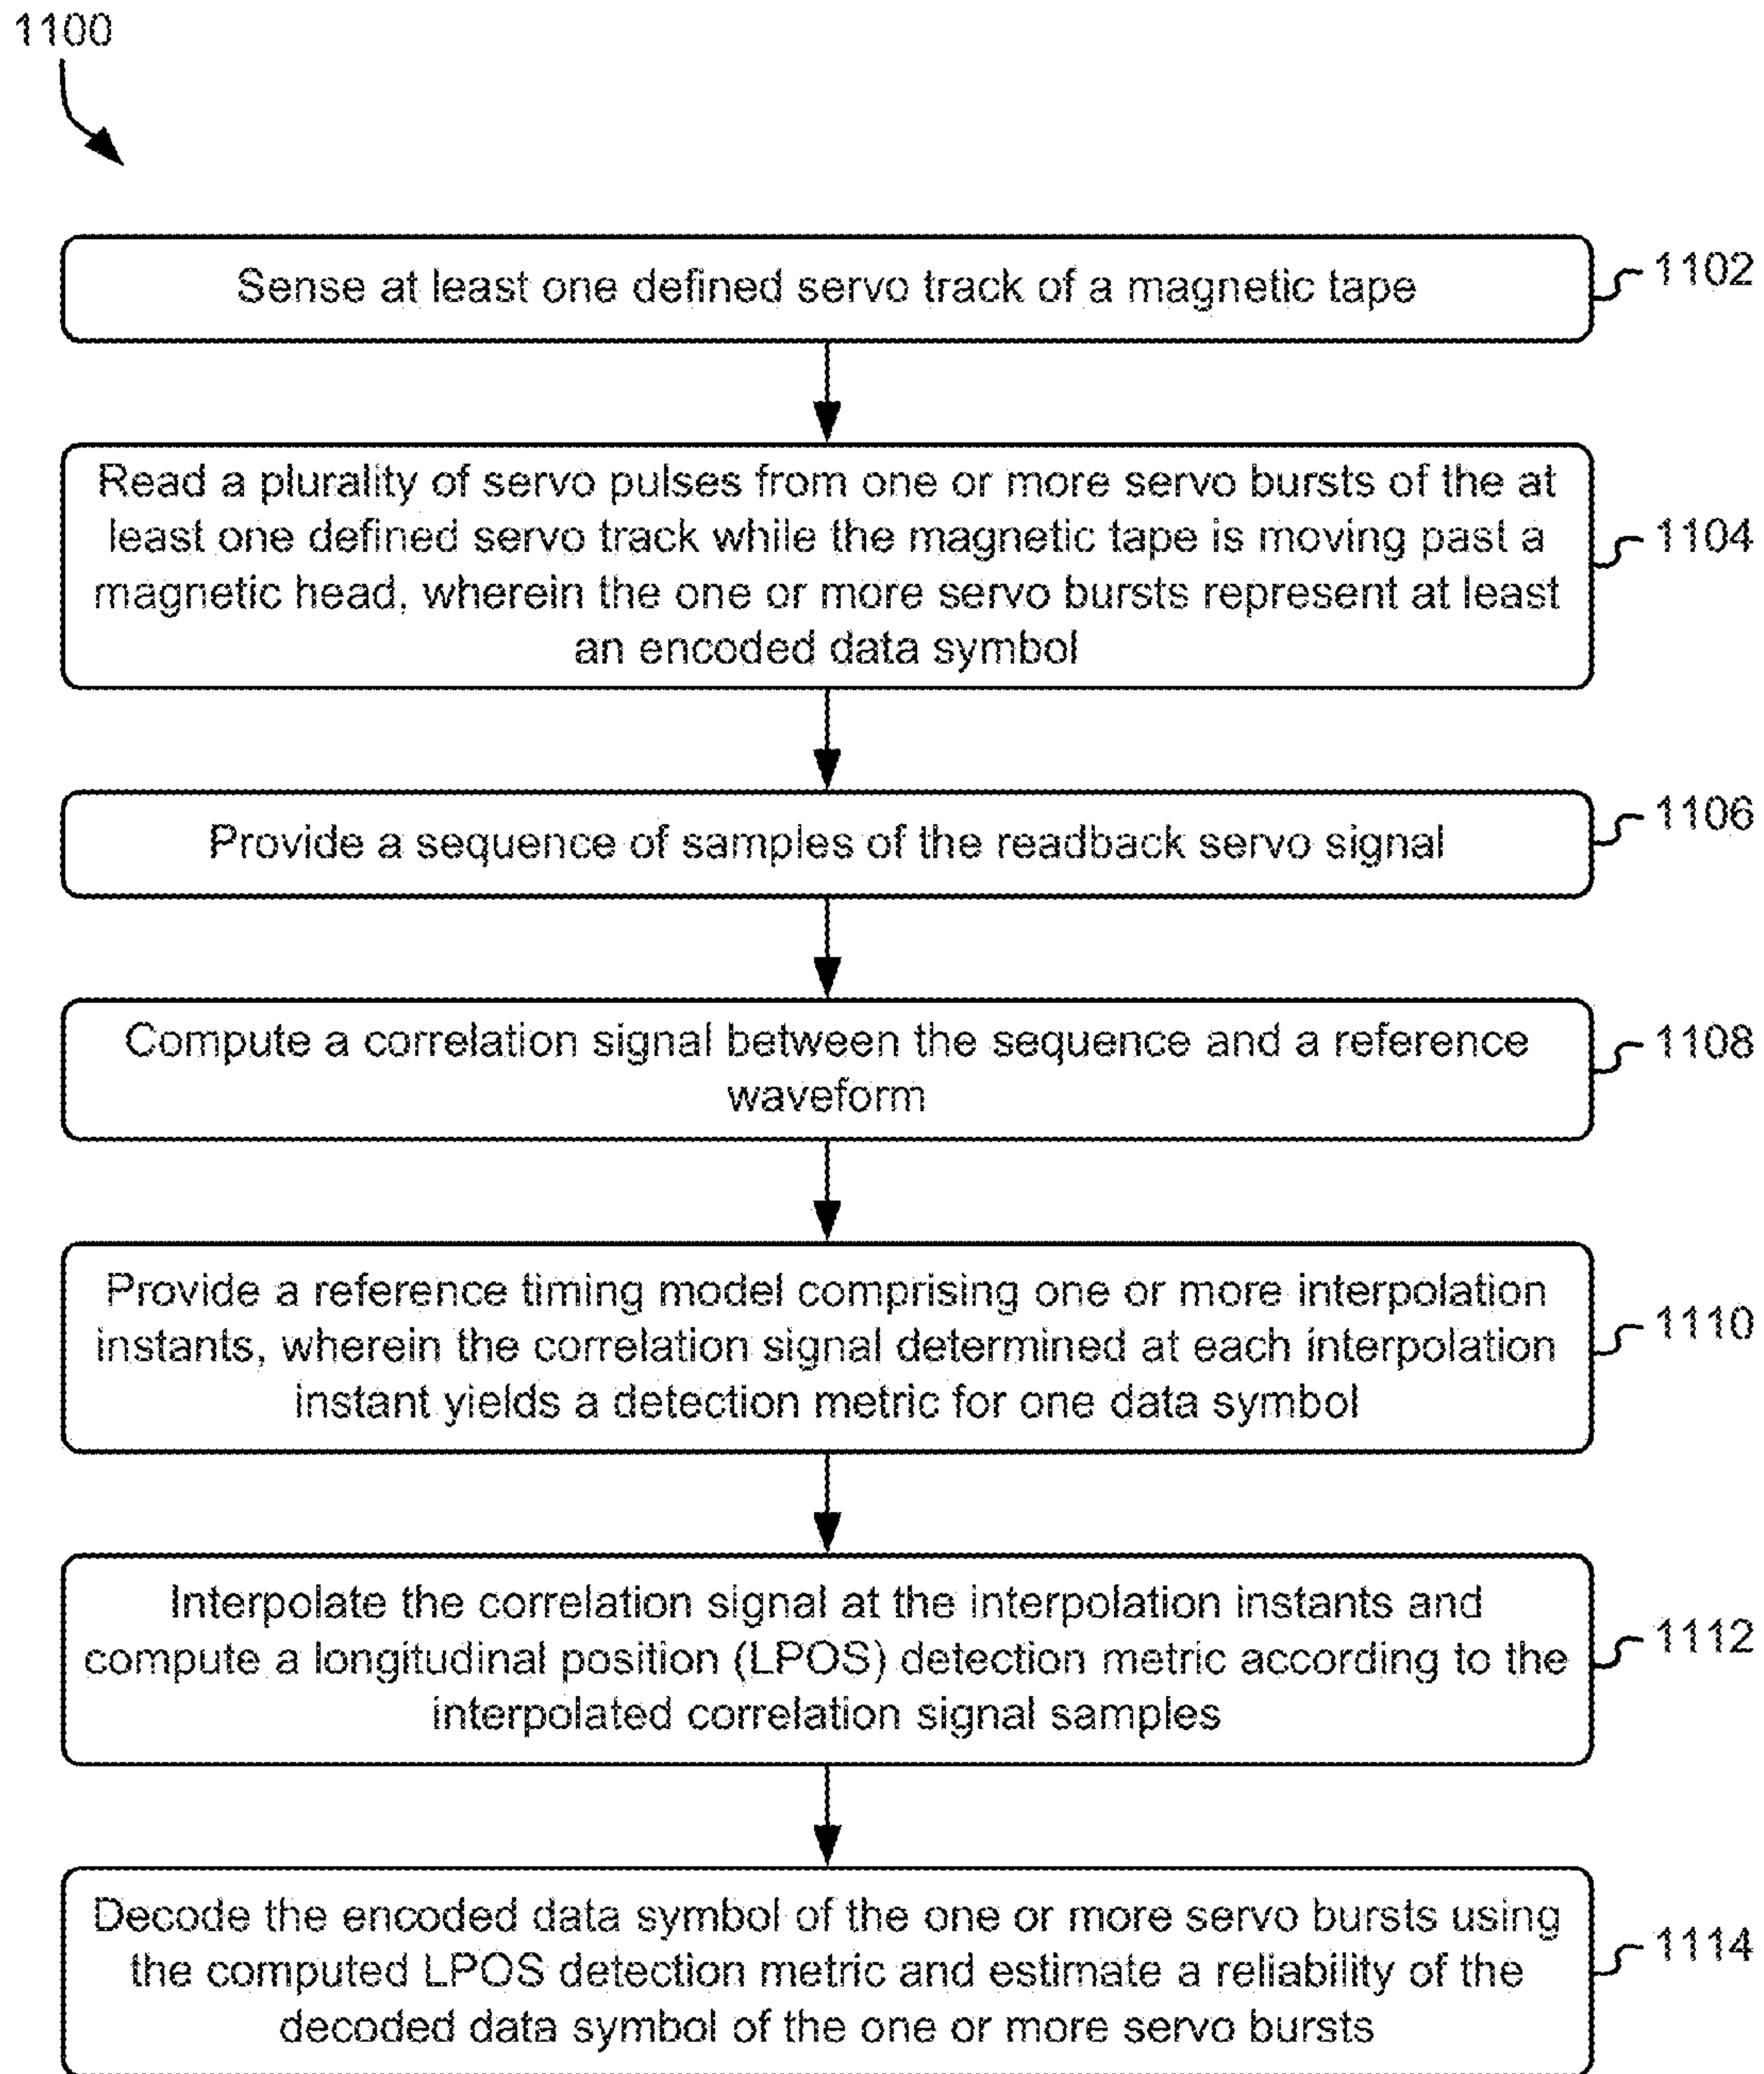 1100
Sense at least one defined servo track of a magnetic tape
1102
Read a plurality of servo pulses from one or more servo bursts of the at
least one defined servo track while the magnetic tape is moving past a
magnetic head, wherein the one or more servo bursts represent at least
an encoded data symbol
1104
Provide a sequence of samples of the readback servo signal
1106
Compute a correlation signal between the sequence and a reference
waveform
1108
Provide a reference timing model comprising one or more interpolation
instants, wherein the correlation signal determined at each interpolation
instant yields a detection metric for one data symbol
1110
Interpolate the correlation signal at the interpolation instants and
compute a longitudinal position (LPOS) detection metric according to the
interpolated correlation signal samples
1112
Decode the encoded data symbol of the one or more servo bursts using
the computed LPOS detection metric and estimate a reliability of the
decoded data symbol of the one or more servo bursts
1114